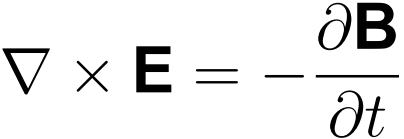 ∇ × E = − ∂B/∂t